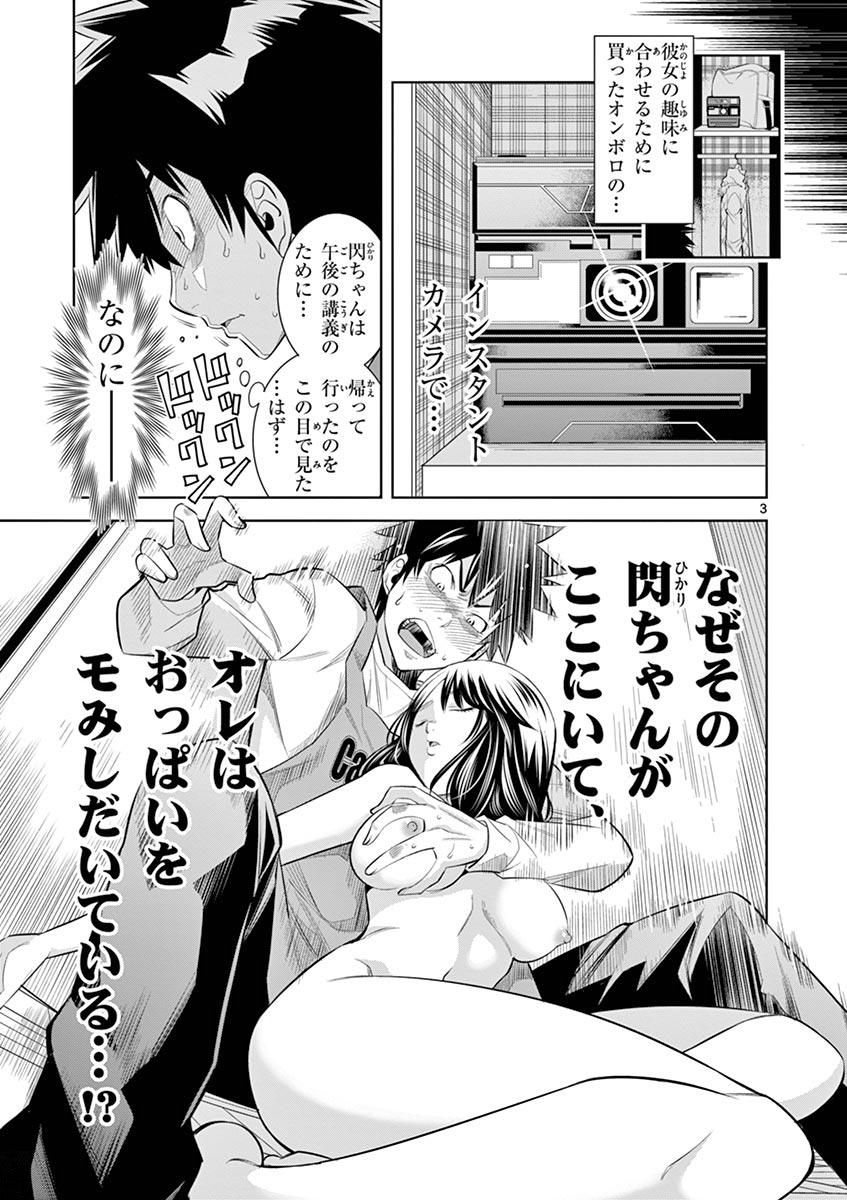 彼女の趣味に
合わせるために
買ったオンボロの…
インスタント
カメラで…
閃ちゃんは
午後の講義の
ために…
帰って
行ったのを
この目で見た
…はず…
ドックン
ドックン
なのに――
3
なぜその
閃ちゃんが
ここにいて、
オレは
おっぱいを
モみしだいている…!?
Ca